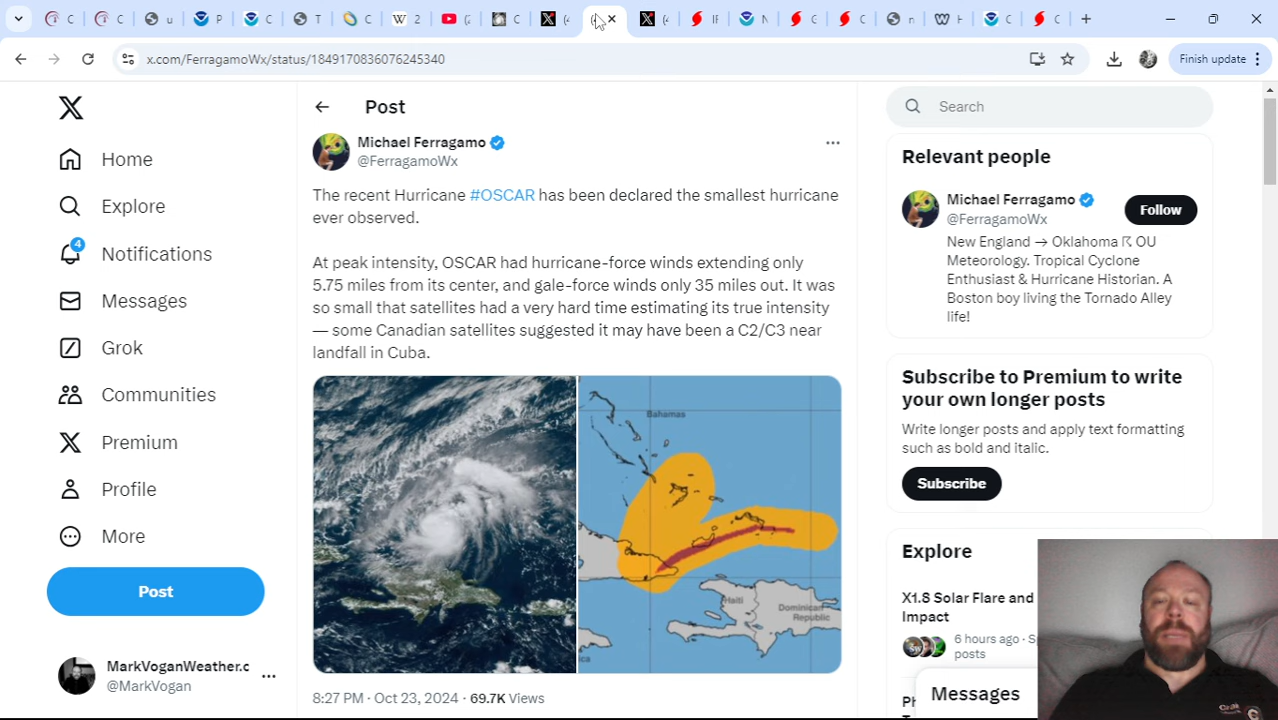 x.com/FerragamoWx/status/1849170836076245340
Finish update
Home
Explore
4
Notifications
Messages
Grok
Communities
Premium
Profile
More
Post
MarkVoganWeather.c
@MarkVogan
Post
Michael Ferragamo
@FerragamoWx
The recent Hurricane #OSCAR has been declared the smallest hurricane
ever observed.
At peak intensity, OSCAR had hurricane-force winds extending only
5.75 miles from its center, and gale-force winds only 35 miles out. It was
so small that satellites had a very hard time estimating its true intensity
— some Canadian satellites suggested it may have been a C2/C3 near
landfall in Cuba.
Bahamas
Haiti
Dominican
Republic
8:27 PM · Oct 23, 2024 · 69.7K Views
Search
Relevant people
Michael Ferragamo
@FerragamoWx
Follow
New England → Oklahoma OU
Meteorology. Tropical Cyclone
Enthusiast & Hurricane Historian. A
Boston boy living the Tornado Alley
life!
Subscribe to Premium to write
your own longer posts
Write longer posts and apply text formatting
such as bold and italic.
Subscribe
Explore
X1.8 Solar Flare and
Impact
6 hours ago ·
posts
Messages